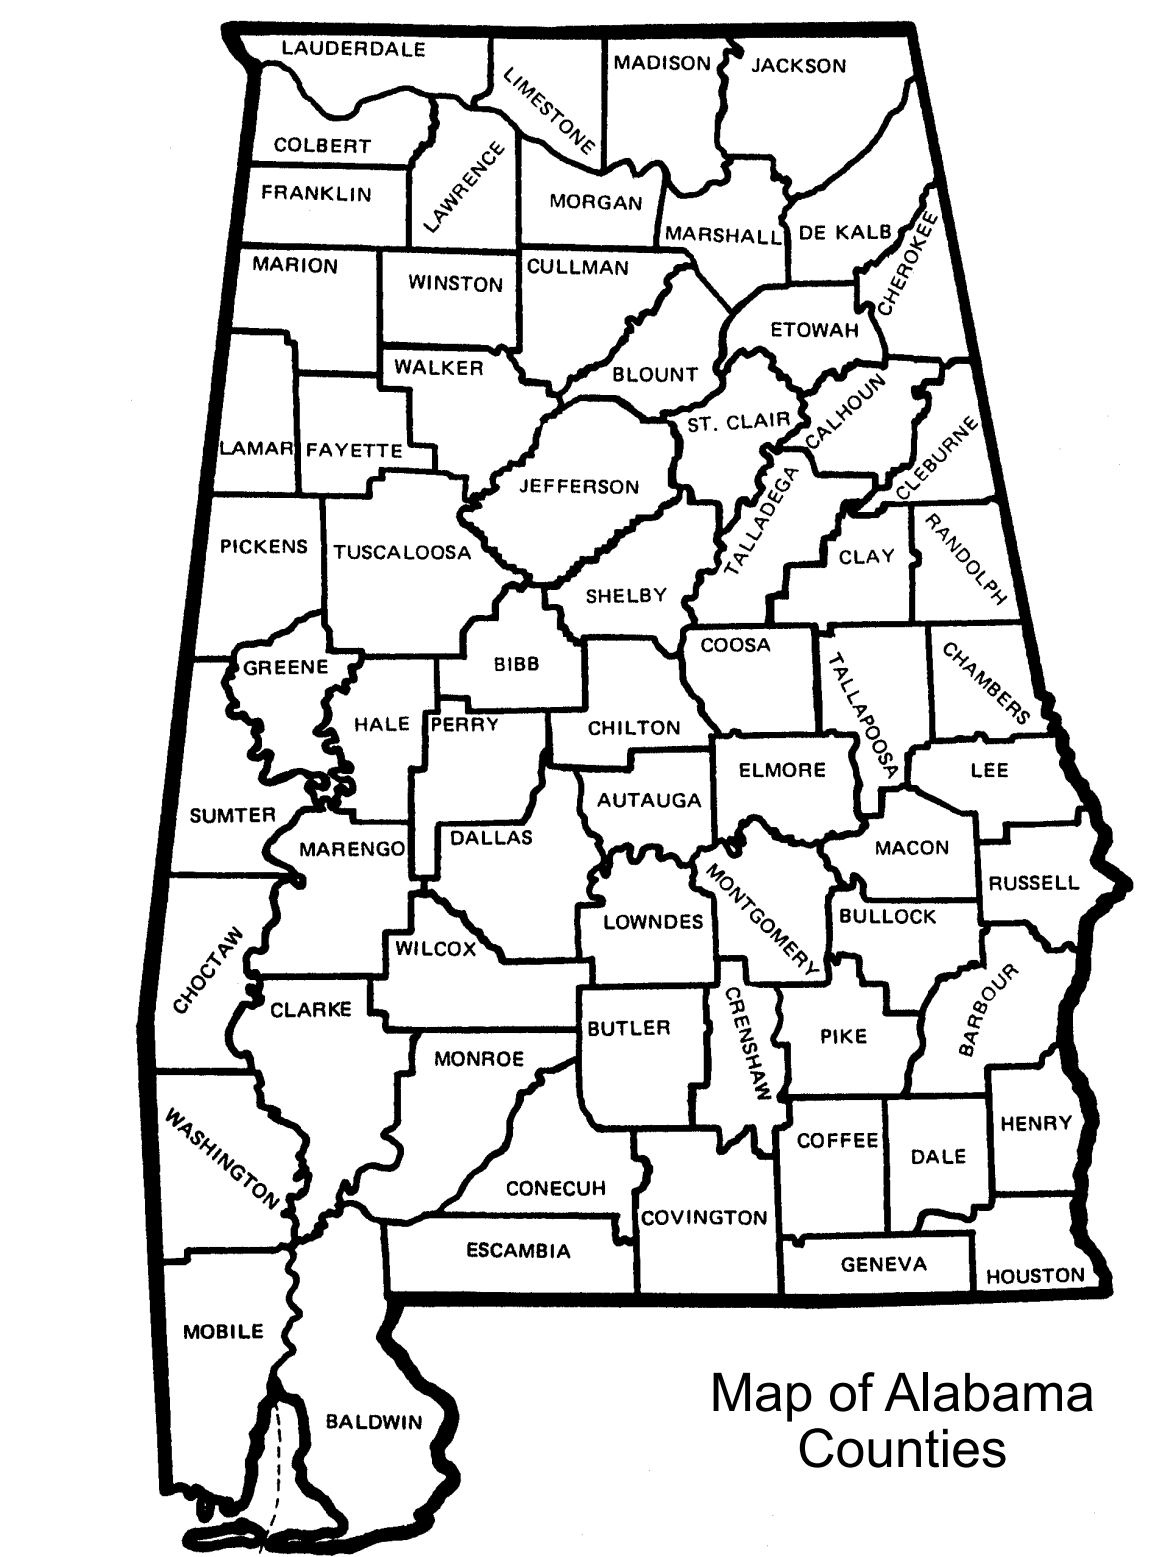 LAUDERDALE
LIMESTONE
MADISON
JACKSON
COLBERT
LAWRENCE
FRANKLIN
MORGAN
MARSHALL
DE KALB
CHEROKEE
MARION
WINSTON
CULLMAN
ETOWAH
WALKER
BLOUNT
ST. CLAIR
CALHOUN
CLEBURNE
LAMAR
FAYETTE
JEFFERSON
TALLADEGA
PICKENS
TUSCALOOSA
SHELBY
CLAY
RANDOLPH
GREENE
BIBB
COOSA
TALLAPOOSA
CHAMBERS
HALE
PERRY
CHILTON
ELMORE
LEE
SUMTER
AUTAUGA
MARENGO
DALLAS
MACON
RUSSELL
LOWNDES
MONTGOMERY
BULLOCK
CHOCTAW
WILCOX
CLARKE
BUTLER
CRENSHAW
PIKE
BARBOUR
MONROE
WASHINGTON
COFFEE
DALE
HENRY
CONECUH
COVINGTON
ESCAMBIA
GENEVA
HOUSTON
MOBILE
BALDWIN
Map of Alabama
Counties